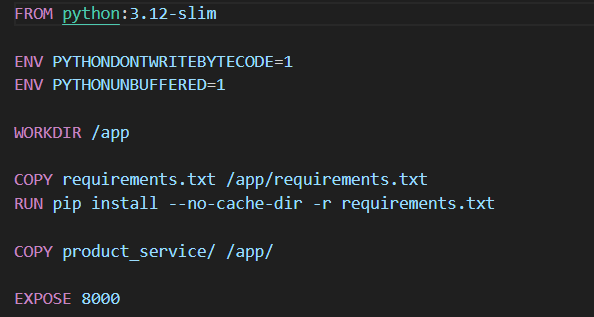 FROM python:3.12-slim
ENV PYTHONDONTWRITEBYTECODE=1
ENV PYTHONUNBUFFERED=1
WORKDIR /app
COPY requirements.txt /app/requirements.txt
RUN pip install --no-cache-dir -r requirements.txt
COPY product_service/ /app/
EXPOSE 8000